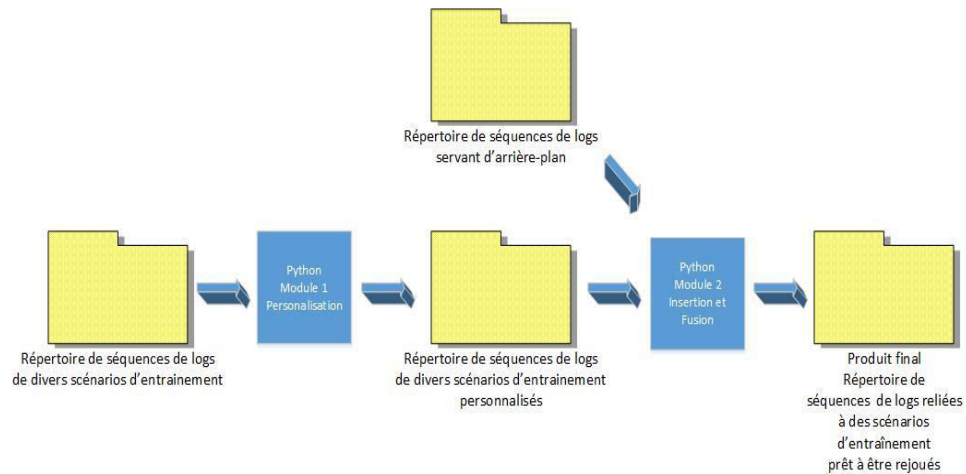 Répertoire de séquences de logs
servant d'arrière-plan
Python
Module 1
Personalisation
Python
Module 2
Insertion et
Fusion
Répertoire de séquences de logs
de divers scénarios d'entrainement
Répertoire de séquences de logs
de divers scénarios d'entrainement
personnalisés
Produit final
Répertoire de
séquences de logs reliées
à des scénarios
d'entraînement
prêt à être rejoués